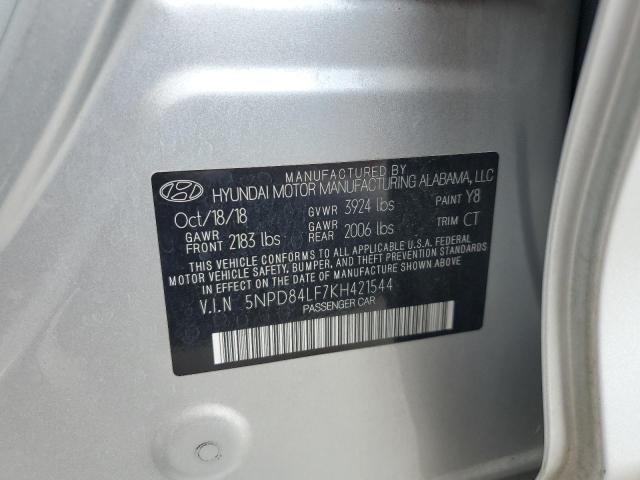 MANUFACTURED BY
HYUNDAI MOTOR MANUFACTURING ALABAMA, LLC
Oct/18/18 GVWR 3924 lbs PAINT Y8
GAWR FRONT 2183 lbs GAWR REAR 2006 lbs TRIM CT
THIS VEHICLE CONFORMS TO ALL APPLICABLE U.S.A. FEDERAL
MOTOR VEHICLE SAFETY, BUMPER, AND THEFT PREVENTION STANDARDS
IN EFFECT ON THE DATE OF MANUFACTURE SHOWN ABOVE.
V.I.N 5NPD84LF7KH421544
PASSENGER CAR